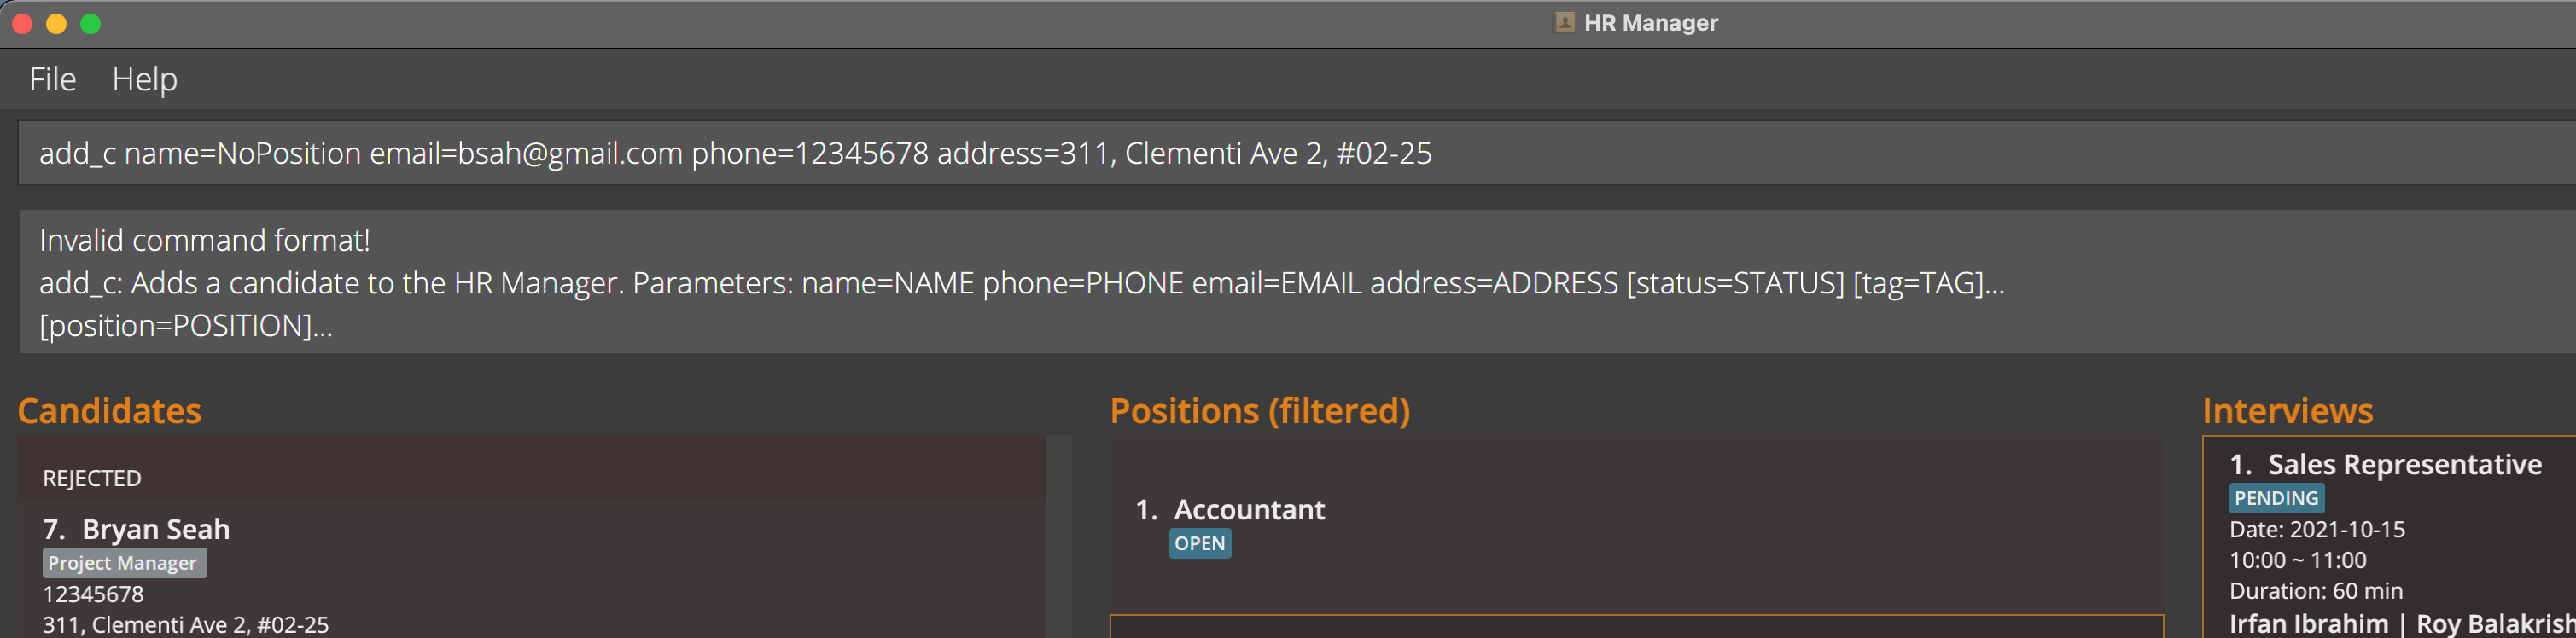 HR Manager
File Help
add_c name=NoPosition email=bsah@gmail.com phone=12345678 address=311, Clementi Ave 2, #02-25
Invalid command format!
add_c: Adds a candidate to the HR Manager. Parameters: name=NAME phone=PHONE email=EMAIL address=ADDRESS [status=STATUS] [tag=TAG]...
[position=POSITION]...
Candidates
REJECTED
7. Bryan Seah
Project Manager
12345678
311, Clementi Ave 2, #02-25
Positions (filtered)
1. Accountant
OPEN
Interviews
1. Sales Representative
PENDING
Date: 2021-10-15
10:00 ~ 11:00
Duration: 60 min
Irfan Ibrahim | Roy